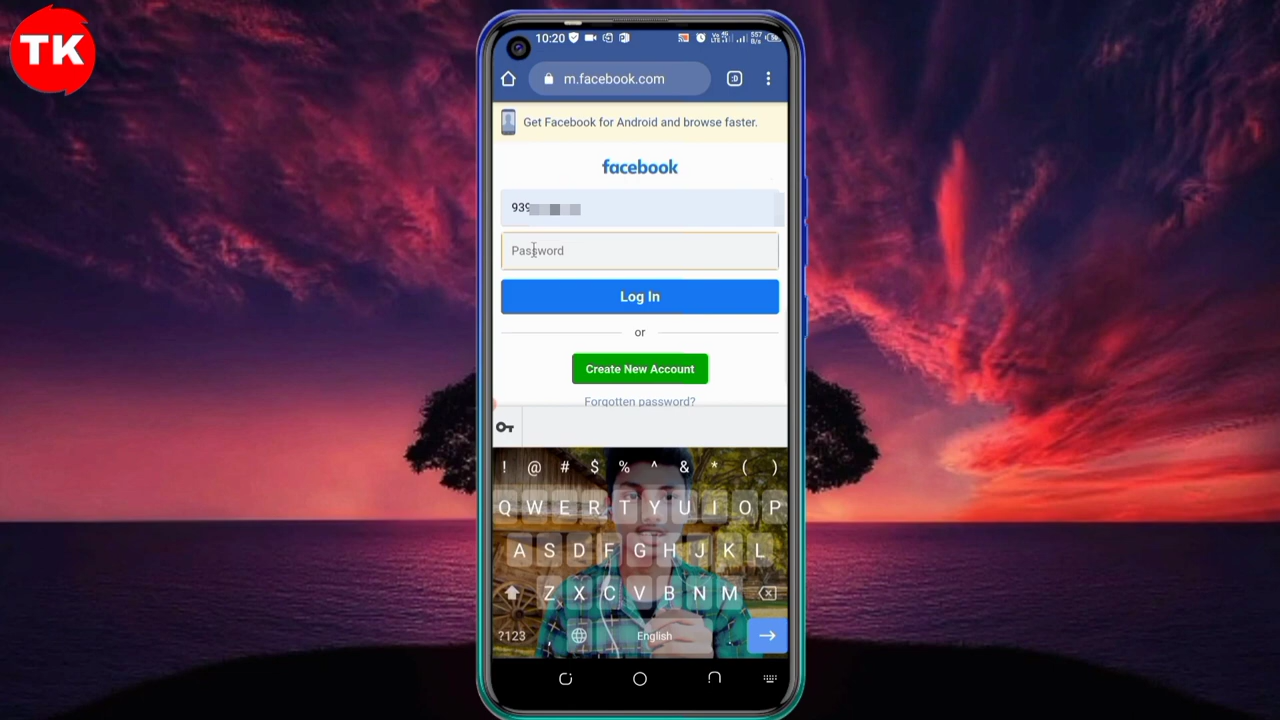 TK
10:20
m.facebook.com
:D
Get Facebook for Android and browse faster.
facebook
939
Password
Log In
or
Create New Account
Forgotten password?
! @ # $ % ^ & * ( )
Q W E R T Y U I O P
A S D F G H J K L
Z X C V B N M
?123 , English